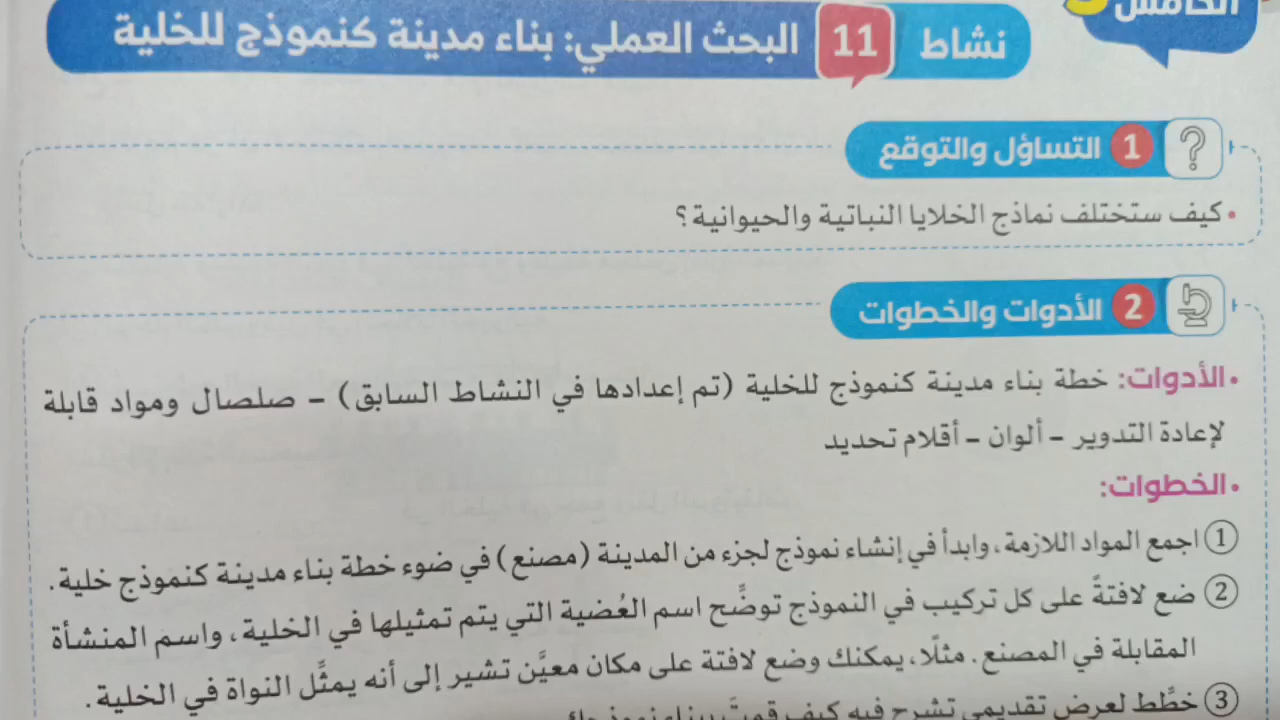 الخامس
نشاط 11 البحث العملي: بناء مدينة كنموذج للخلية
1 التساؤل والتوقع
• كيف ستختلف نماذج الخلايا النباتية والحيوانية؟
2 الأدوات والخطوات
• الأدوات: خطة بناء مدينة كنموذج للخلية (تم إعدادها في النشاط السابق) – صلصال ومواد قابلة
لإعادة التدوير – ألوان – أقلام تحديد
• الخطوات:
① اجمع المواد اللازمة، وابدأ في إنشاء نموذج لجزء من المدينة (مصنع) في ضوء خطة بناء مدينة كنموذج خلية.
② ضع لافتةً على كل تركيب في النموذج توضِّح اسم العُضية التي يتم تمثيلها في الخلية، واسم المنشأة
المقابلة في المصنع. مثلًا، يمكنك وضع لافتة على مكان معيَّن تشير إلى أنه يمثِّل النواة في الخلية.
③ خطِّط لعرض تقديمي تشرح فيه كيف قمتَ ببناء نموذجك